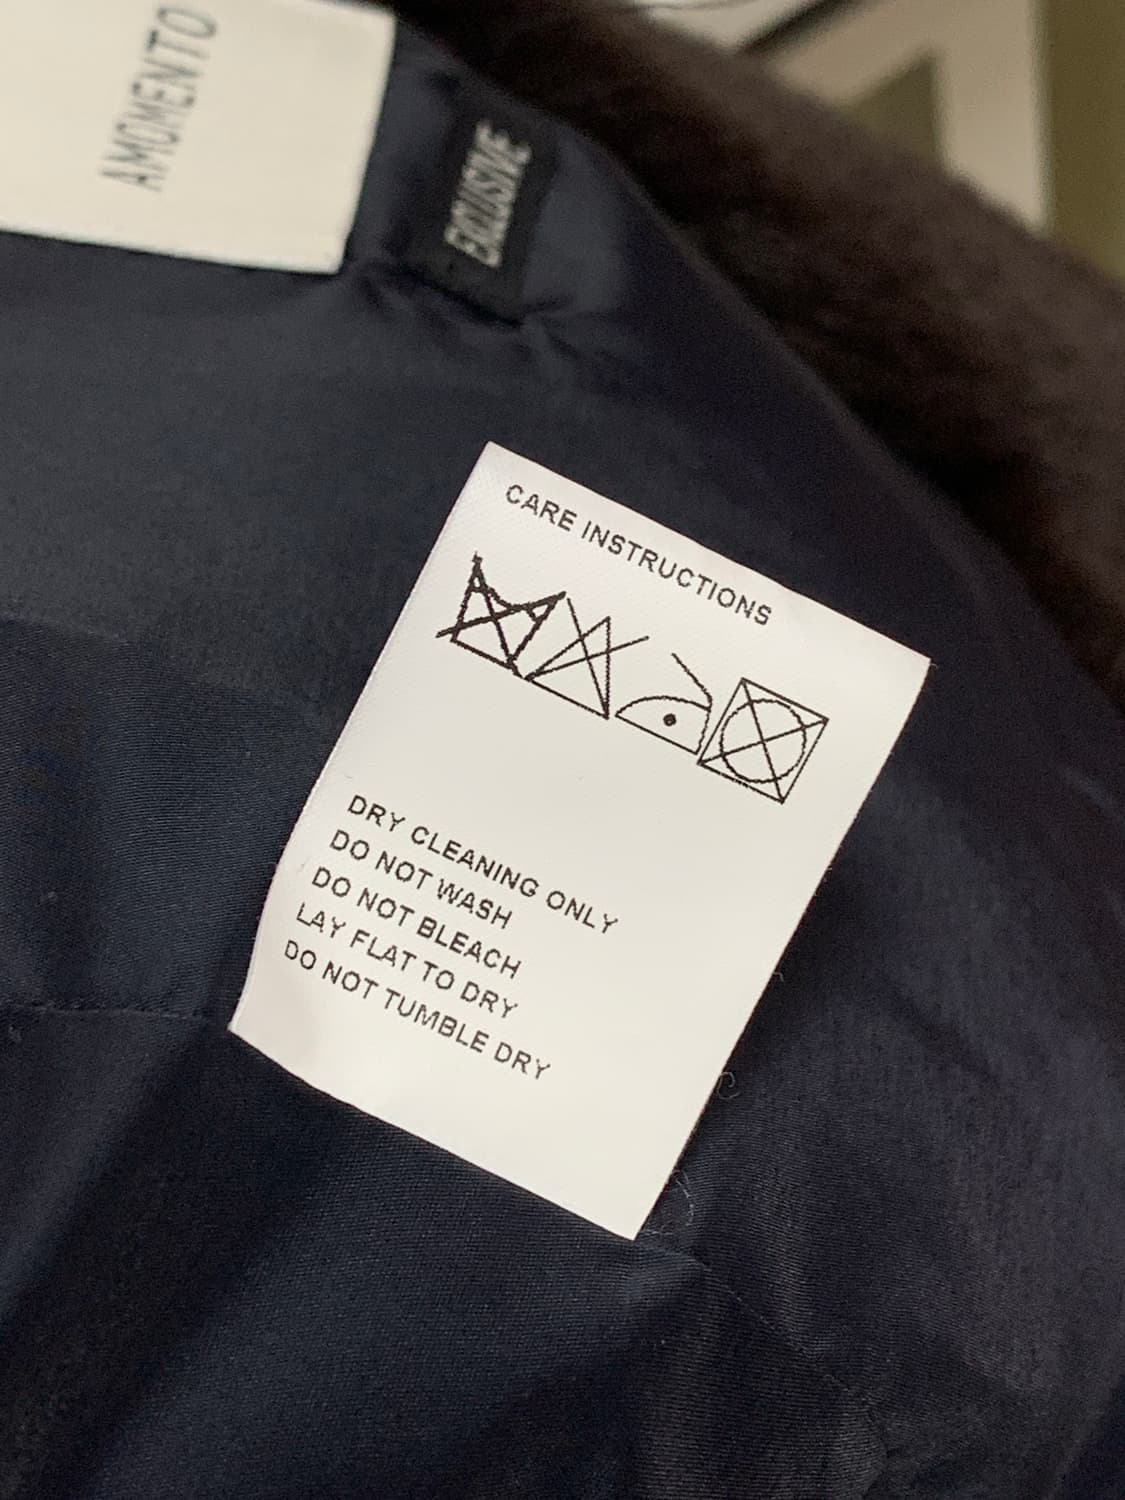 AMOMENTO
EXCLUSIVE
CARE INSTRUCTIONS
DRY CLEANING ONLY
DO NOT WASH
DO NOT BLEACH
LAY FLAT TO DRY
DO NOT TUMBLE DRY